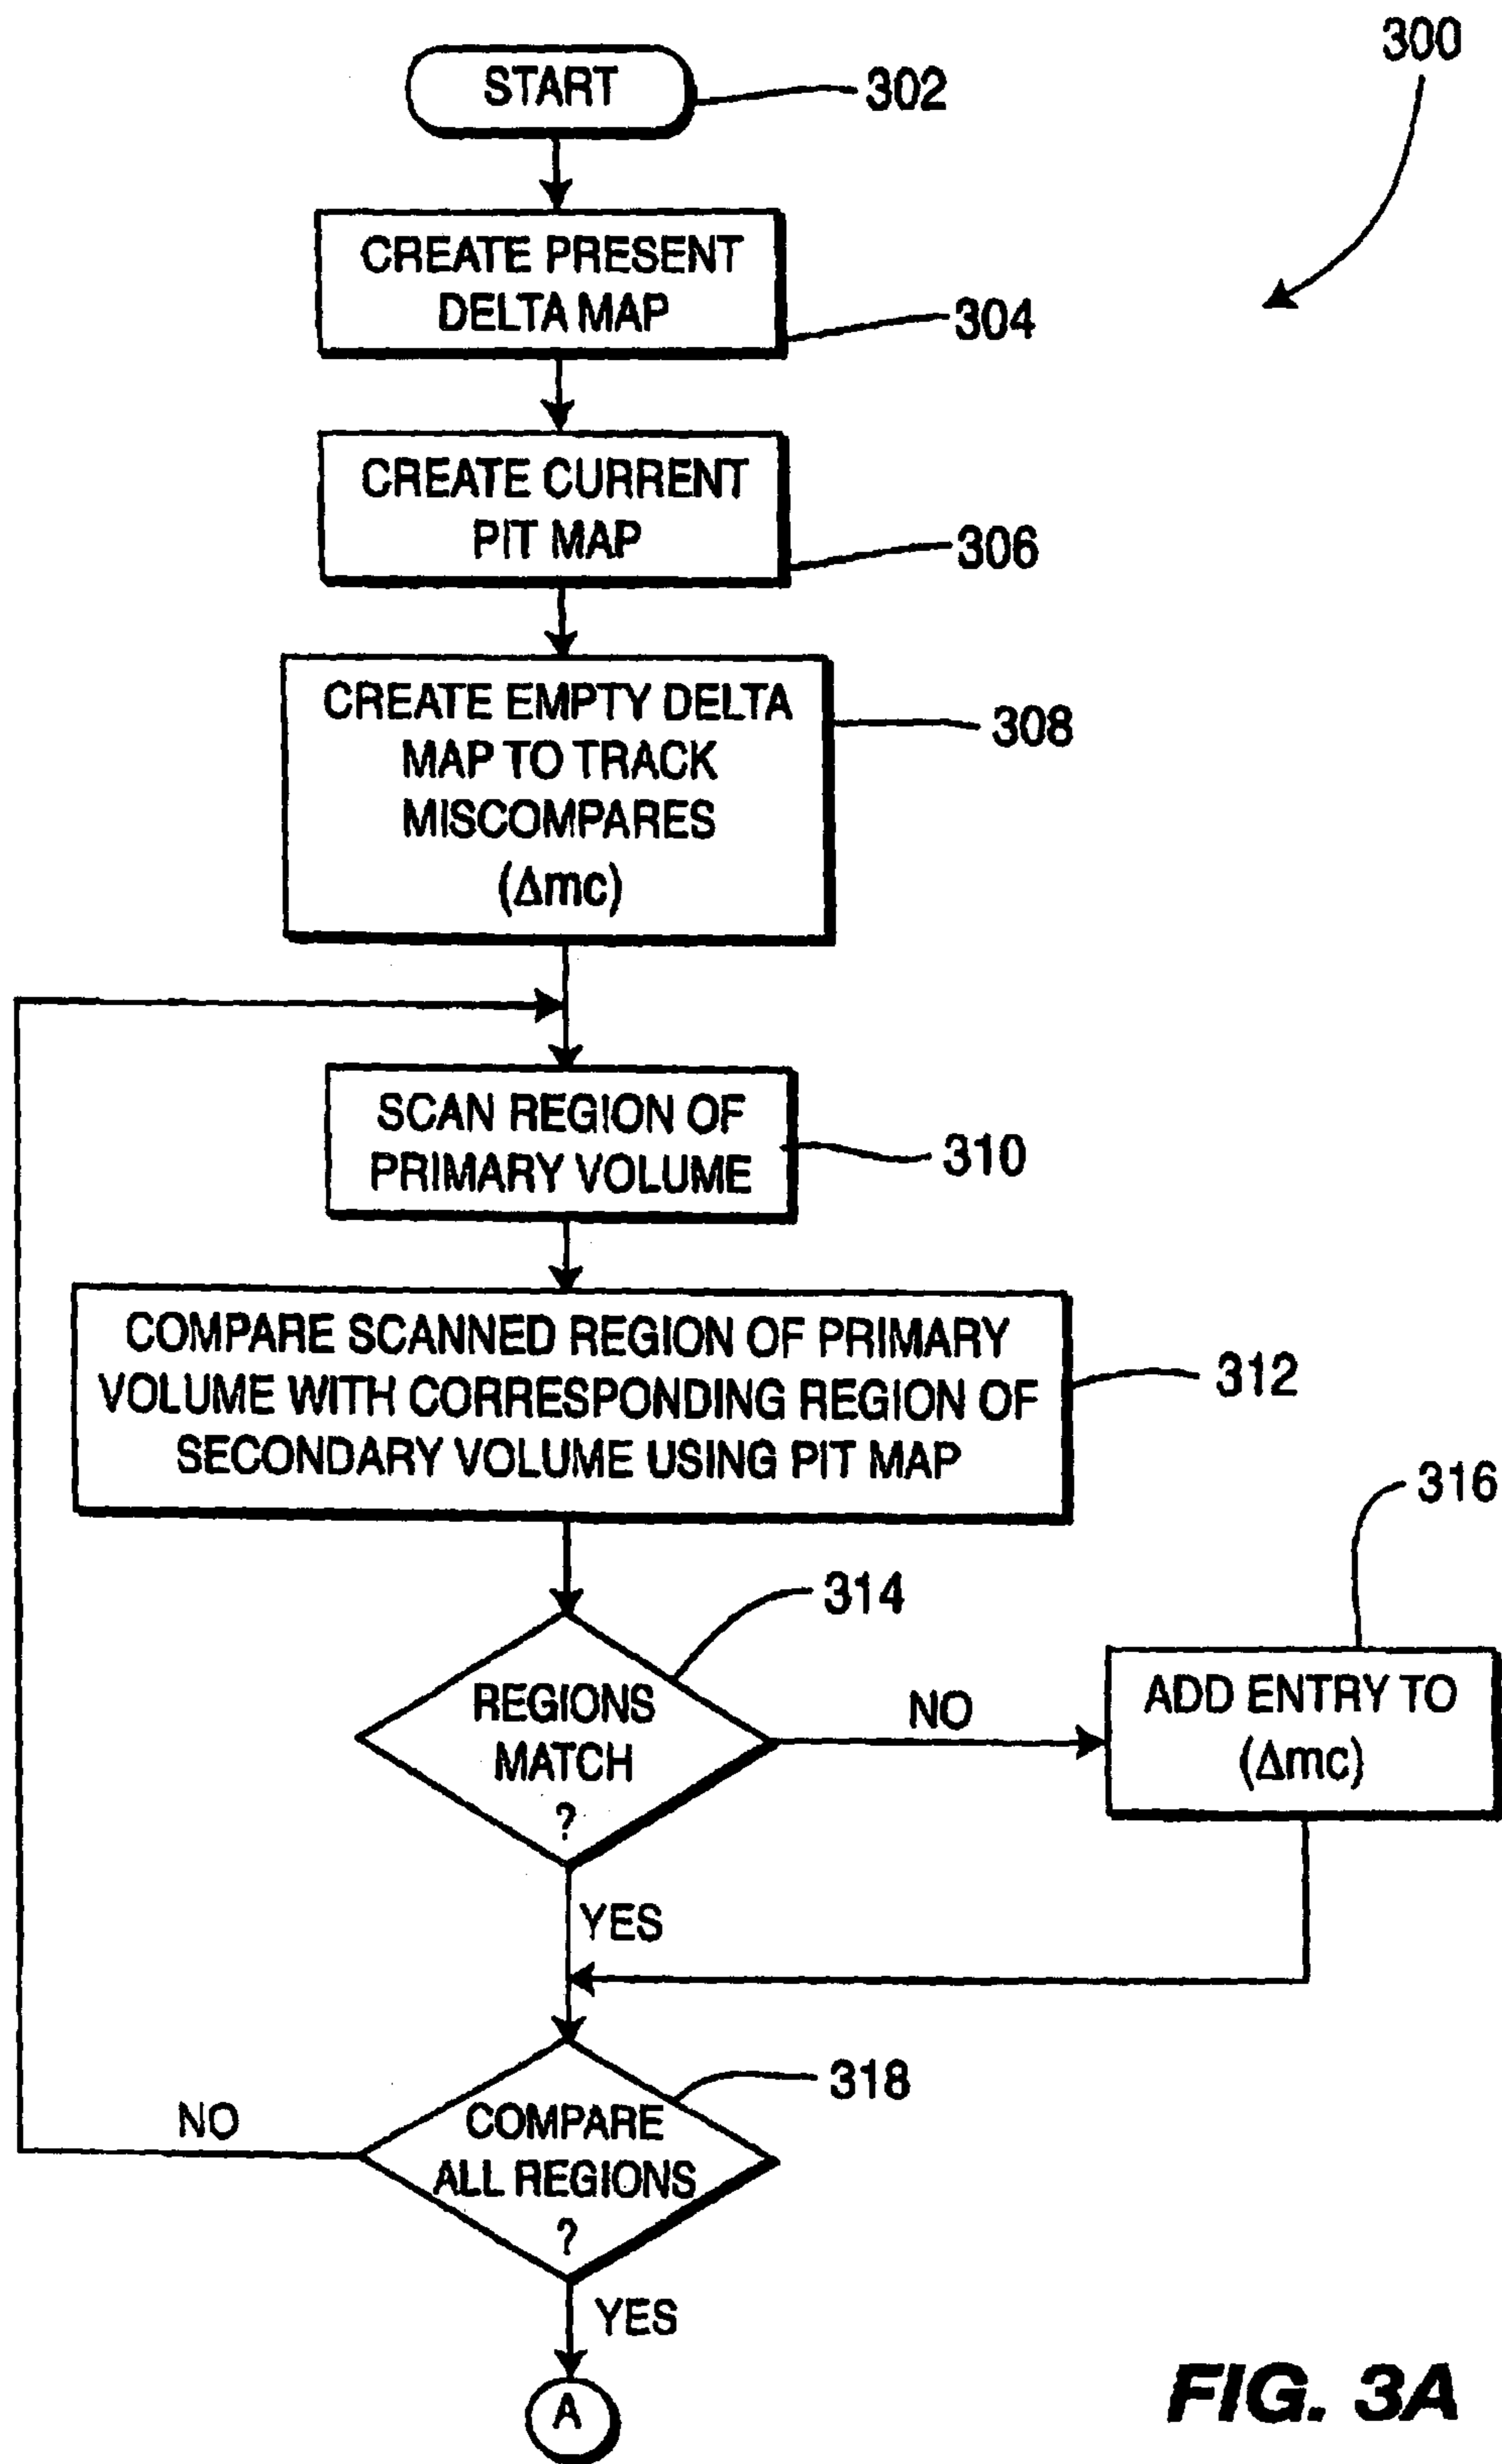 300
START
302
CREATE PRESENT
DELTA MAP
304
CREATE CURRENT
PIT MAP
306
CREATE EMPTY DELTA
MAP TO TRACK
MISCOMPARES
(Δmc)
308
SCAN REGION OF
PRIMARY VOLUME
310
COMPARE SCANNED REGION OF PRIMARY
VOLUME WITH CORRESPONDING REGION OF
SECONDARY VOLUME USING PIT MAP
312
314
REGIONS
MATCH
?
NO
316
ADD ENTRY TO
(Δmc)
YES
318
COMPARE
ALL REGIONS
?
NO
YES
A
FIG. 3A